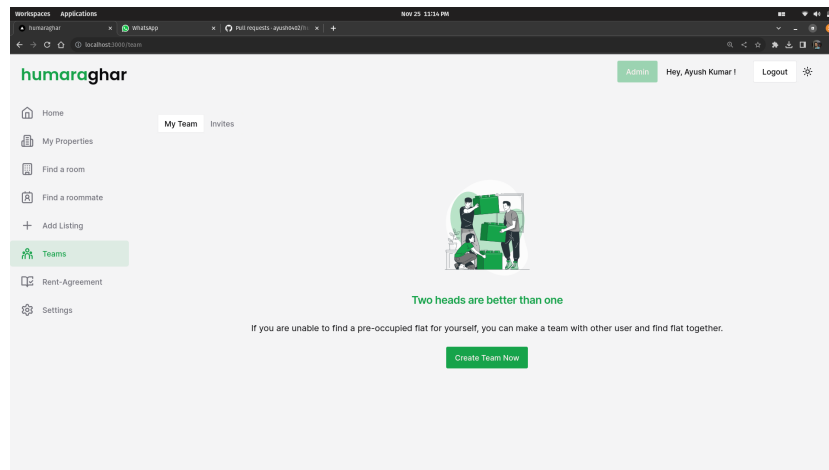 Workspaces Applications
Nov 25 11:14 PM
humaraghar
WhatsApp
Pull requests · ayush0402/h
localhost:3000/team
humaraghar
Admin
Hey, Ayush Kumar !
Logout
Home
My Properties
Find a room
Find a roommate
Add Listing
Teams
Rent-Agreement
Settings
My Team Invites
Two heads are better than one
If you are unable to find a pre-occupied flat for yourself, you can make a team with other user and find flat together.
Create Team Now